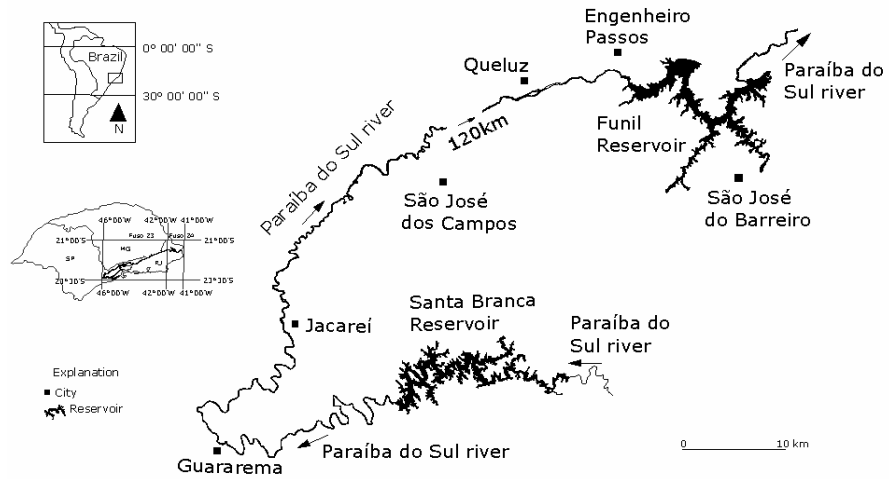 Brazil
0° 00' 00" S
30° 00' 00" S
N
Engenheiro
Passos
Queluz
Paraíba do
Sul river
120km
Funil
Reservoir
Paraíba do Sul river
São José
dos Campos
São José
do Barreiro
46°00'W 42°00'W 41°00'W
Fuso 23 Fuso 24
21°00'S 21°00'S
MG
SP
RJ
23°30'S 23°30'S
46°00'W 42°00'W 41°00'W
Santa Branca
Reservoir
Jacareí
Paraíba do
Sul river
Explanation
City
Reservoir
Paraíba do Sul river
Guararema
0 10 km